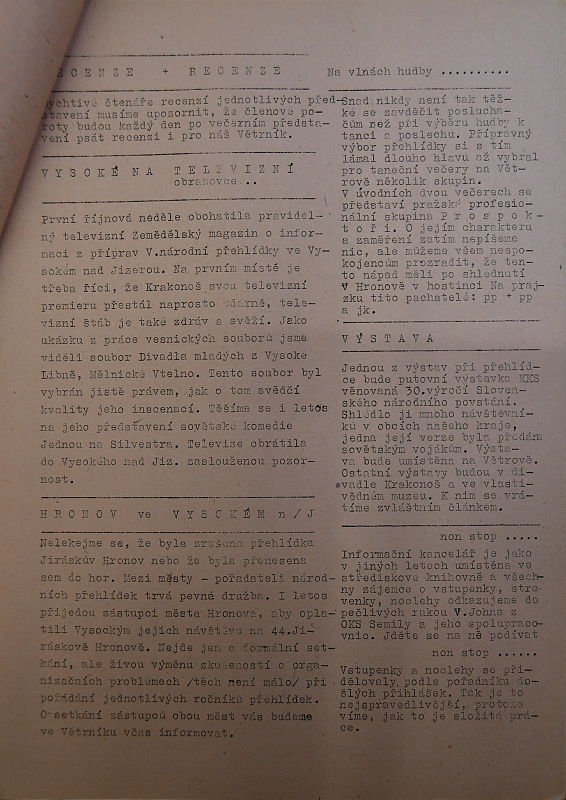 RECENZE + RECENZE
ychtivé čtenáře recenzí jednotlivých před-
stavení musíme upozornit, že členové po-
roty budou každý den po večerním předsta-
vení psát recenzi i pro náš Větrník.
VYSOKÉ NA TELEVIZNÍ
obrazovce...
První říjnová neděle obohatila pravidel-
ný televizní Zemědělský magazin o infor-
maci z příprav V.národní přehlídky ve Vy-
sokém nad Jizerou. Na prvním místě je
třeba říci, že Krakonoš svou televizní
premieru přestál naprosto zdárně, tele-
vizní štáb je také zdráv a svěží. Jako
ukázku z práce vesnických souborů jsme
viděli soubor Divadla mladých z Vysoké
Libně, Mělnické Vtelno. Tento soubor byl
vybrán jistě právem, jak o tom svědčí
kvality jeho inscenací. Těšíme se i letos
na jeho představení sovětské komedie
Jednou na Silvestra. Televize obrátila
do Vysokého nad Jiz. zaslouženou pozor-
nost.
HRONOV ve VYSOCKÉM n/J
Nelekejme se, že byla zrušena přehlídka
Jiráskův Hronov nebo že byla přenesena
sem do hor. Mezi městy - pořadateli národ-
ních přehlídek trvá pevná družba. I letos
přijedou zástupci města Hronova, aby opla-
tili Vysockým jejich návštěvu na 44.Ji-
ráskově Hronově. Nejde jen o formální set-
kání, ale živou výměnu zkušeností o orga-
nizačních problémech /těch není málo/ při
pořádání jednotlivých ročníků přehlídek.
O setkání zástupců obou měst vás budeme
ve Větrníku včas informovat.
Na vlnách hudby ..........
Snad nikdy není tak těž-
ké se zavděčit poslucha-
čům než při výběru hudby k
tanci a poslechu. Přípravný
výbor přehlídky si s tím
lámal dlouho hlavu až vybral
pro taneční večery na Vět-
rově několik skupin.
V úvodních dvou večerech se
představí pražská profesio-
nální skupina Prospek-
toři. O jejím charakteru
a zaměření zatím nepíšeme
nic, ale můžeme všem nespo-
kojencům prozradit, že ten-
to nápad měli po shlédnutí
v Hronově v hostinci Na praj-
zku tito pachatelé: pp + pp
a jk.
VÝSTAVA
Jednou z výstav při přehlíd-
ce bude putovní výstavka KKS
věnovaná 30.výročí Sloven-
ského národního povstání.
Shlédlo ji mnoho návštěvní-
ků v obcích našeho kraje,
jedna její verze byla předána
sovětským vojákům. Výsta-
va bude umístěna na Větrově.
Ostatní výstavy budou v di-
vadle Krakonoš a ve vlasti-
vědném muzeu. K nim se vrá-
tíme zvláštním článkem.
non stop .....
Informační kancelář je jako
v jiných letech umístěna ve
střediskové knihovně a všech-
ny zájemce o vstupenky, stra-
venky, noclehy odkazujeme do
pečlivých rukou V.Johna z
OKS Semily a jeho spolupraco-
vnic. Jděte se na ně podívat
non stop ......
Vstupenky a noclehy se při-
dělovaly podle pořadníku do-
šlých přihlášek. Tak je to
nejspravedlivější, protože
víme, jak to je složitá prá-
ce.